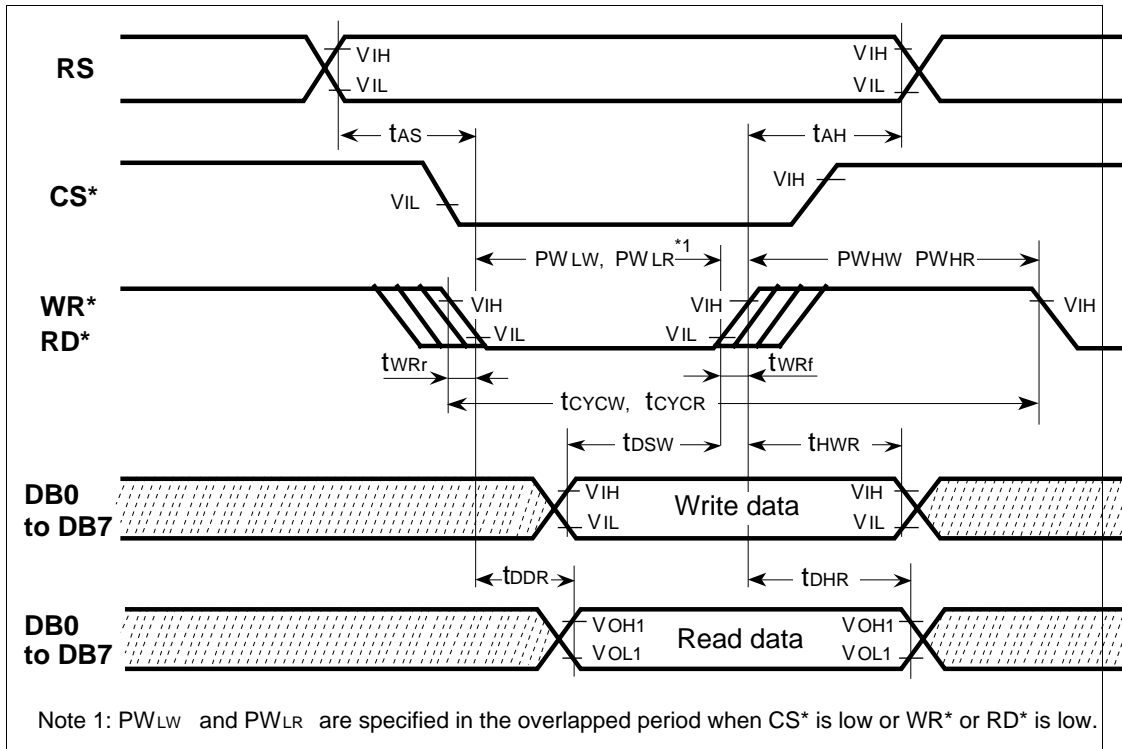 RS
VIH
VIL
VIH
VIL
tAS
tAH
CS*
VIL
VIH
PWLW, PWLR*1
PWHW PWHR
WR*
RD*
VIH
VIL
VIH
VIL
VIH
tWRr
tWRf
tCYCW, tCYCR
tDSW
tHWR
DB0
to DB7
VIH
VIL
Write data
VIH
VIL
tDDR
tDHR
DB0
to DB7
VOH1
VOL1
Read data
VOH1
VOL1
Note 1: PWLW and PWLR are specified in the overlapped period when CS* is low or WR* or RD* is low.